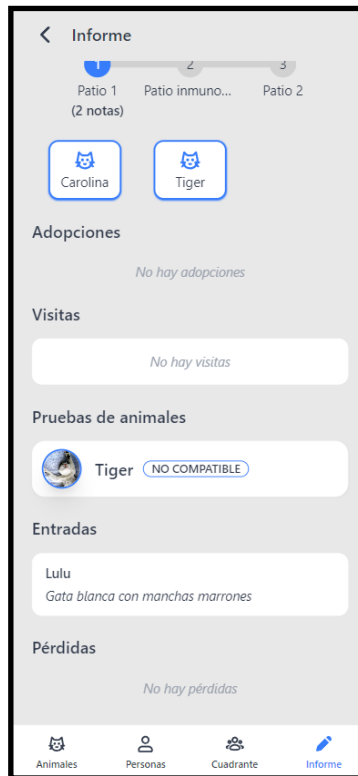 Informe
1 2 3
Patio 1 Patio inmuno... Patio 2
(2 notas)
Carolina Tiger
Adopciones
No hay adopciones
Visitas
No hay visitas
Pruebas de animales
Tiger NO COMPATIBLE
Entradas
Lulu
Gata blanca con manchas marrones
Pérdidas
No hay pérdidas
Animales Personas Cuadrante Informe